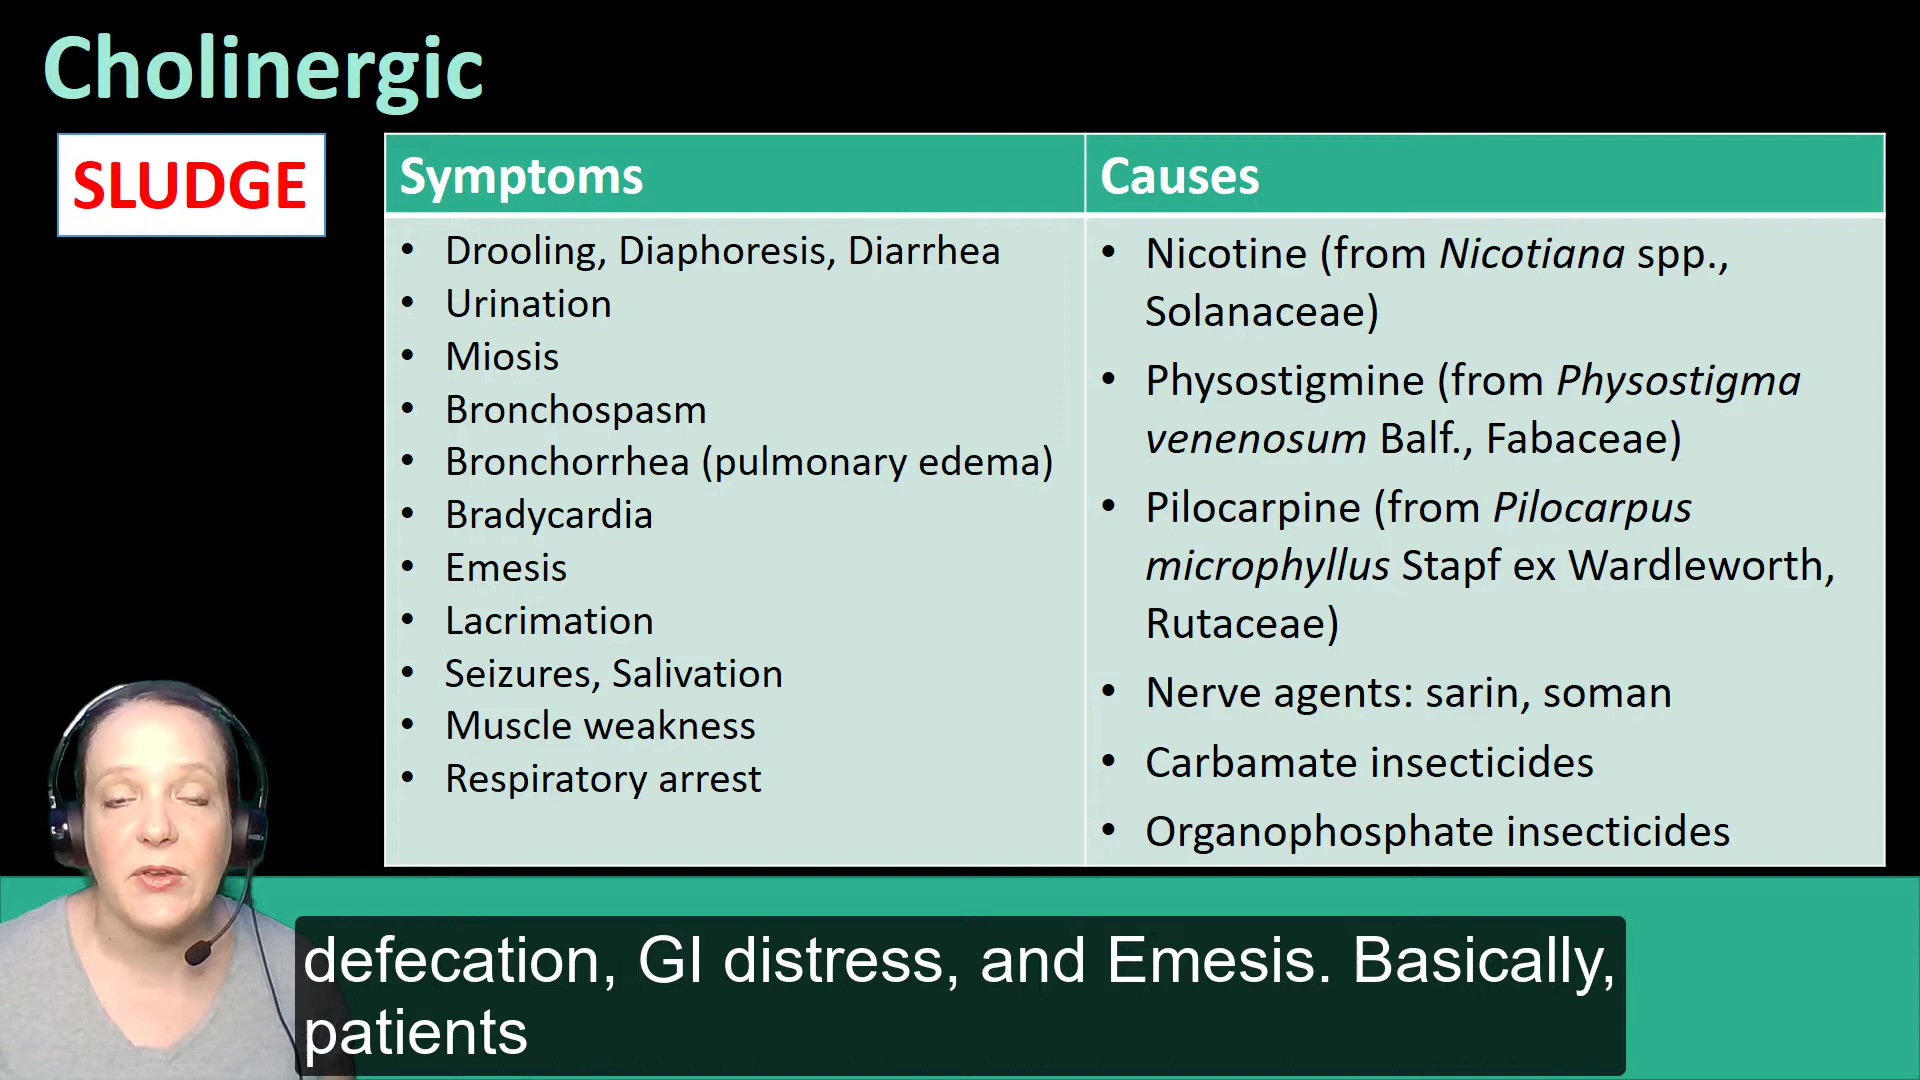 Cholinergic
SLUDGE
Symptoms
• Drooling, Diaphoresis, Diarrhea
• Urination
• Miosis
• Bronchospasm
• Bronchorrhea (pulmonary edema)
• Bradycardia
• Emesis
• Lacrimation
• Seizures, Salivation
• Muscle weakness
• Respiratory arrest
Causes
• Nicotine (from Nicotiana spp.,
Solanaceae)
• Physostigmine (from Physostigma
venenosum Balf., Fabaceae)
• Pilocarpine (from Pilocarpus
microphyllus Stapf ex Wardleworth,
Rutaceae)
• Nerve agents: sarin, soman
• Carbamate insecticides
• Organophosphate insecticides
defecation, GI distress, and Emesis. Basically,
patients